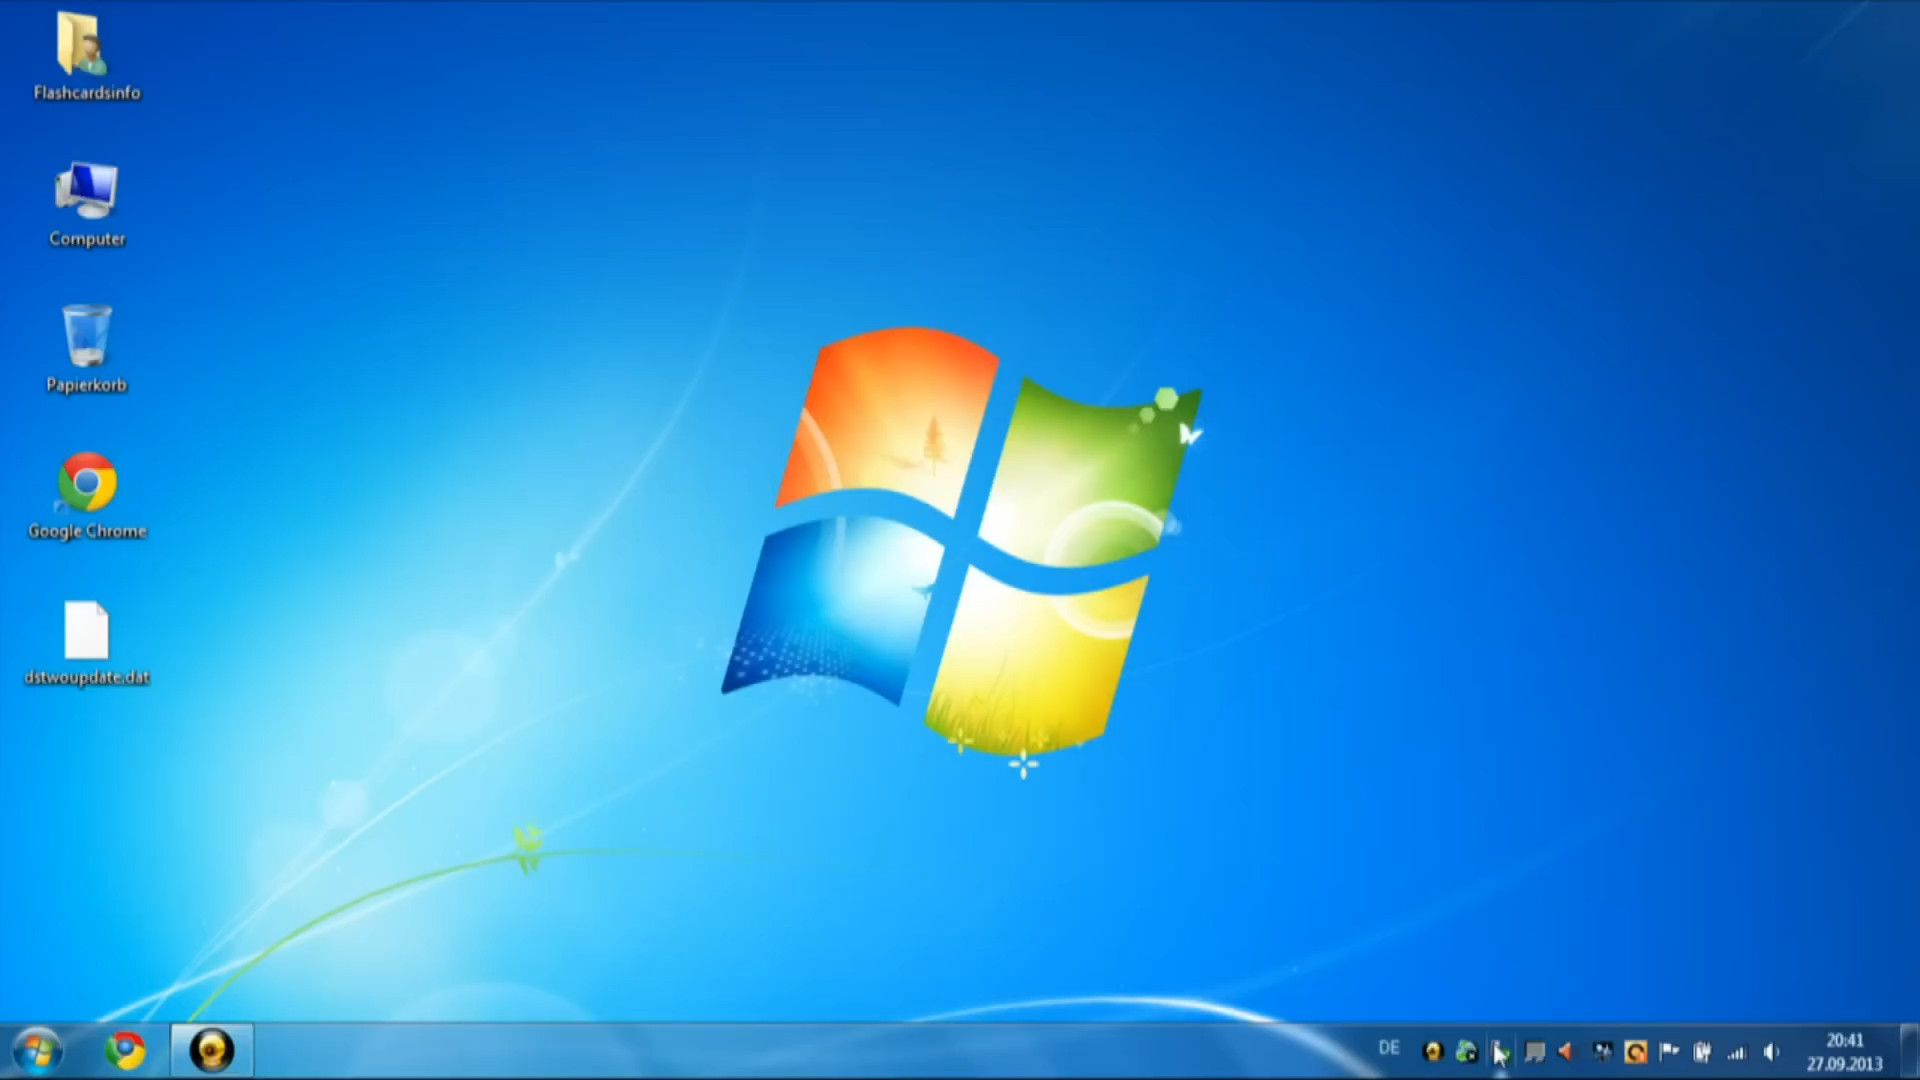 Flashcardsinfo
Computer
Papierkorb
Google Chrome
dstwoupdate.dat
DE
20:41
27.09.2013